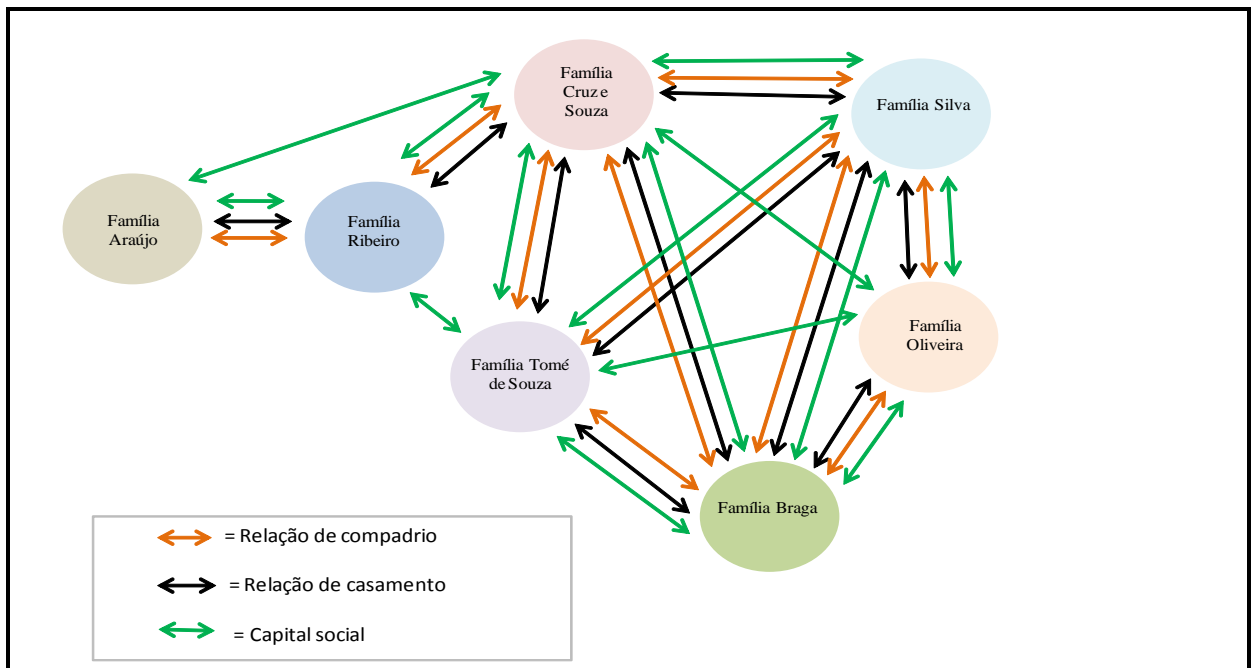 Família
Cruz e
Souza
Família Silva
Família
Araújo
Família
Ribeiro
Família
Oliveira
Família Tomé
de Souza
Família Braga
= Relação de compadrio
= Relação de casamento
= Capital social